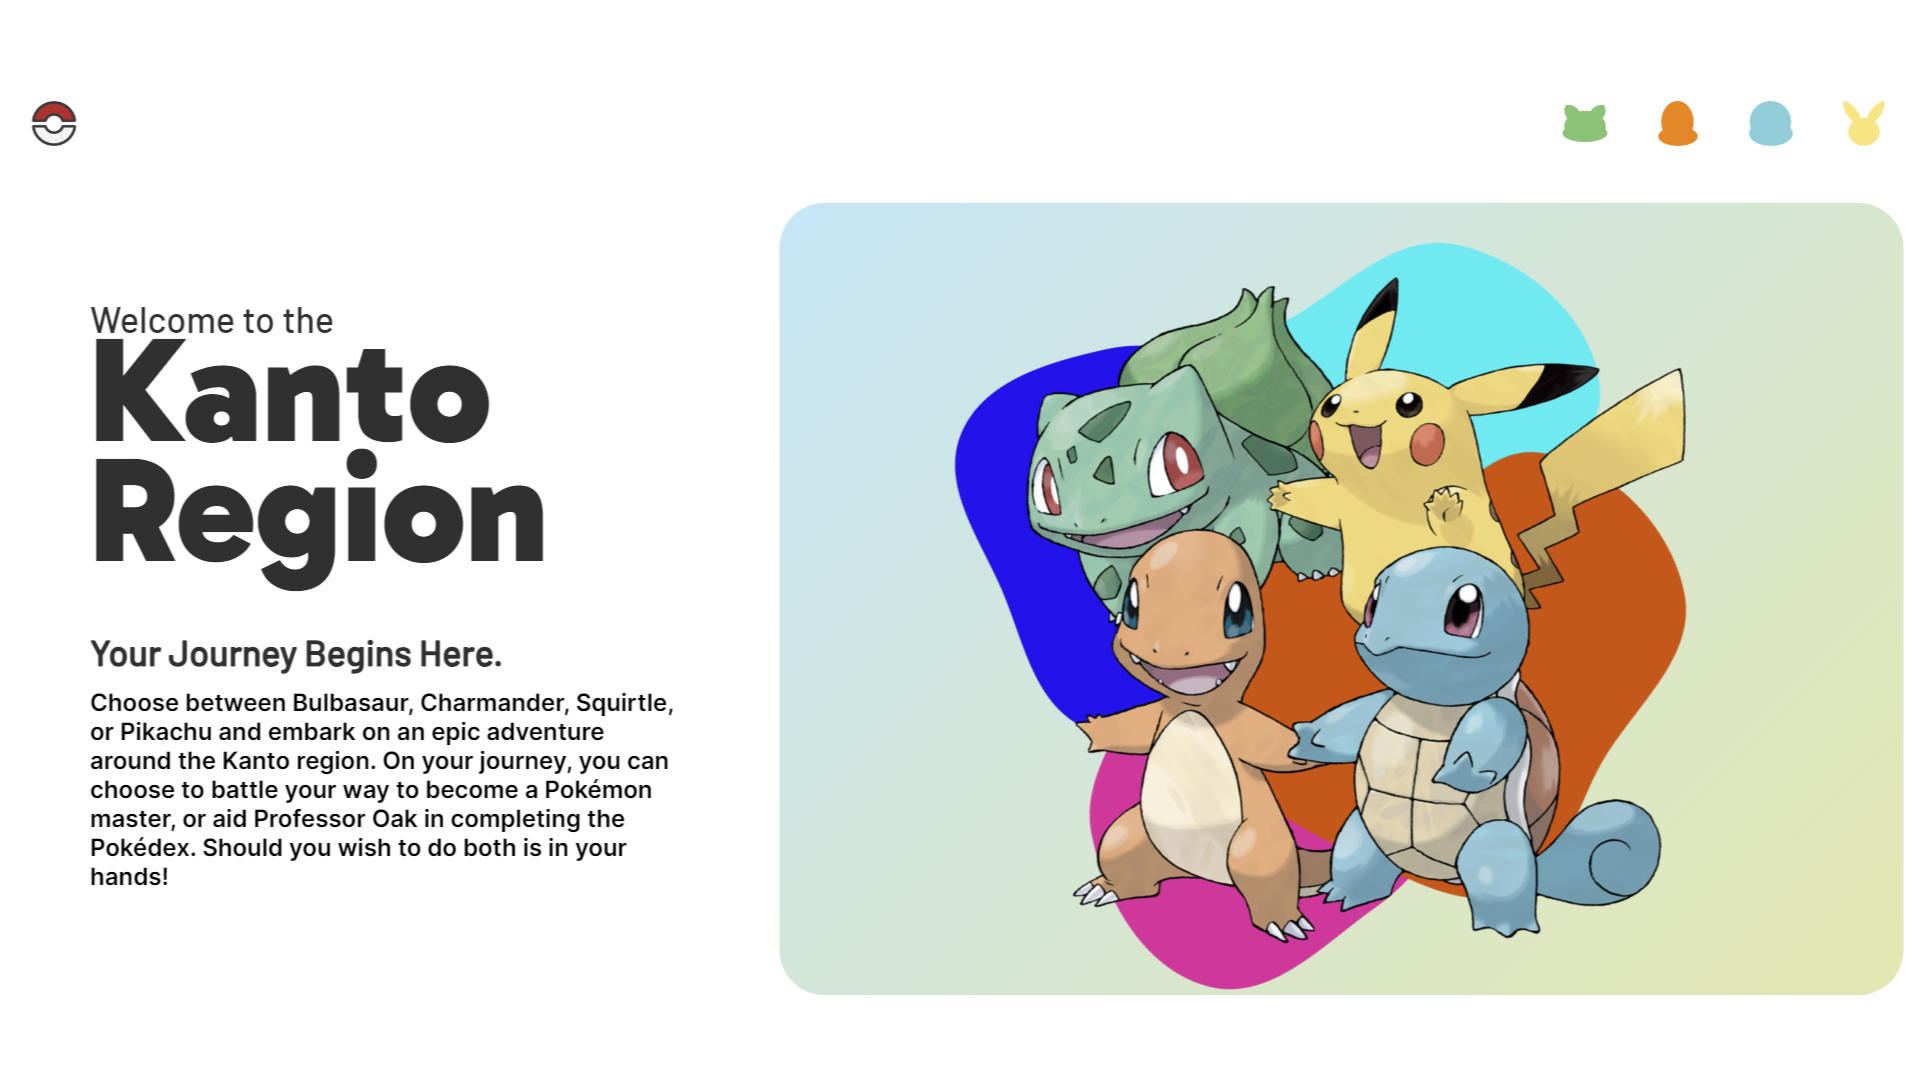 Welcome to the
Kanto
Region
Your Journey Begins Here.
Choose between Bulbasaur, Charmander, Squirtle,
or Pikachu and embark on an epic adventure
around the Kanto region. On your journey, you can
choose to battle your way to become a Pokémon
master, or aid Professor Oak in completing the
Pokédex. Should you wish to do both is in your
hands!